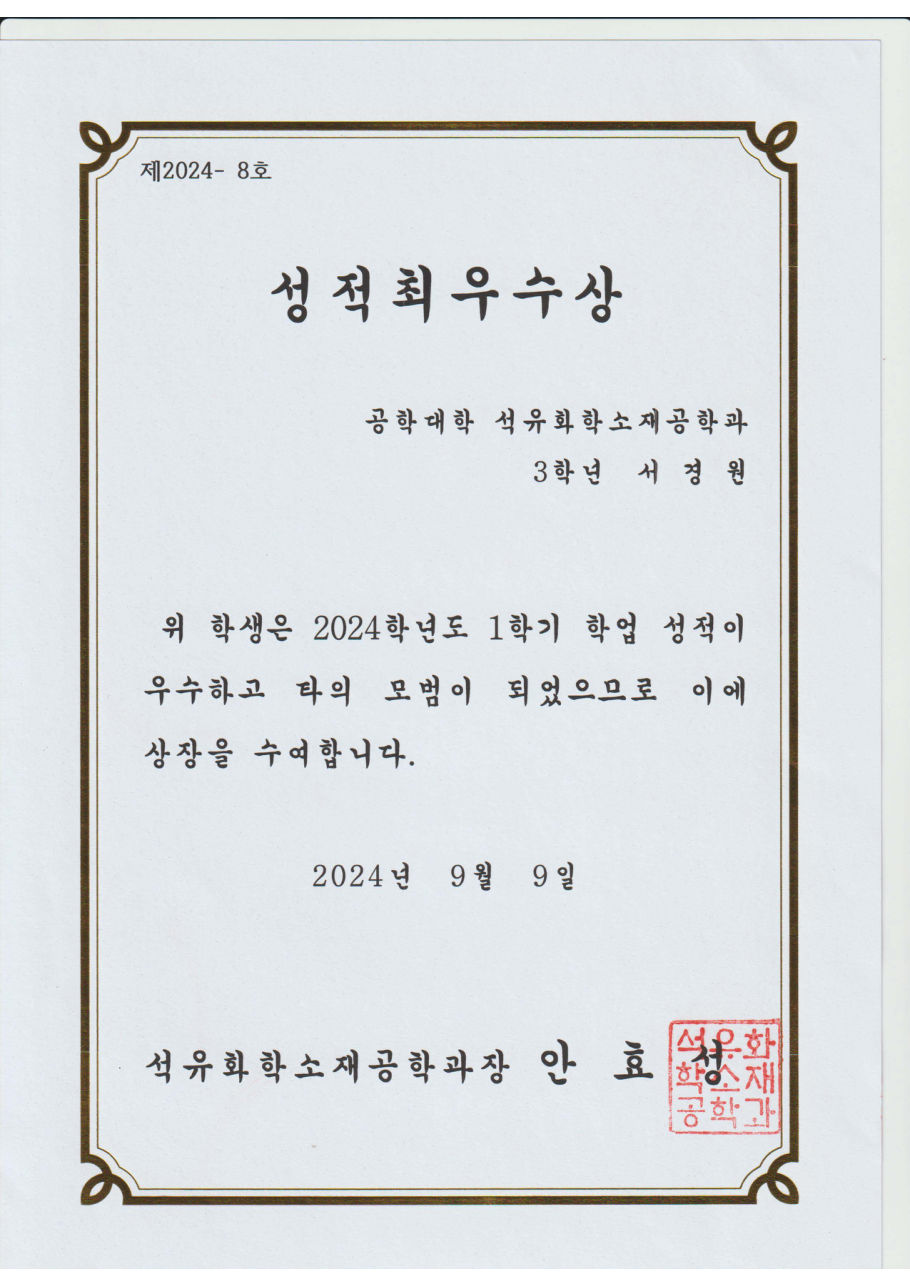 제2024- 8호
성적최우수상
공학대학 석유화학소재공학과
3학년 서 경 원
위 학생은 2024학년도 1학기 학업 성적이
우수하고 타의 모범이 되었으므로 이에
상장을 수여합니다.
2024년 9월 9일
석유화학소재공학과장 안 효 성
석유화
학소재
공학과